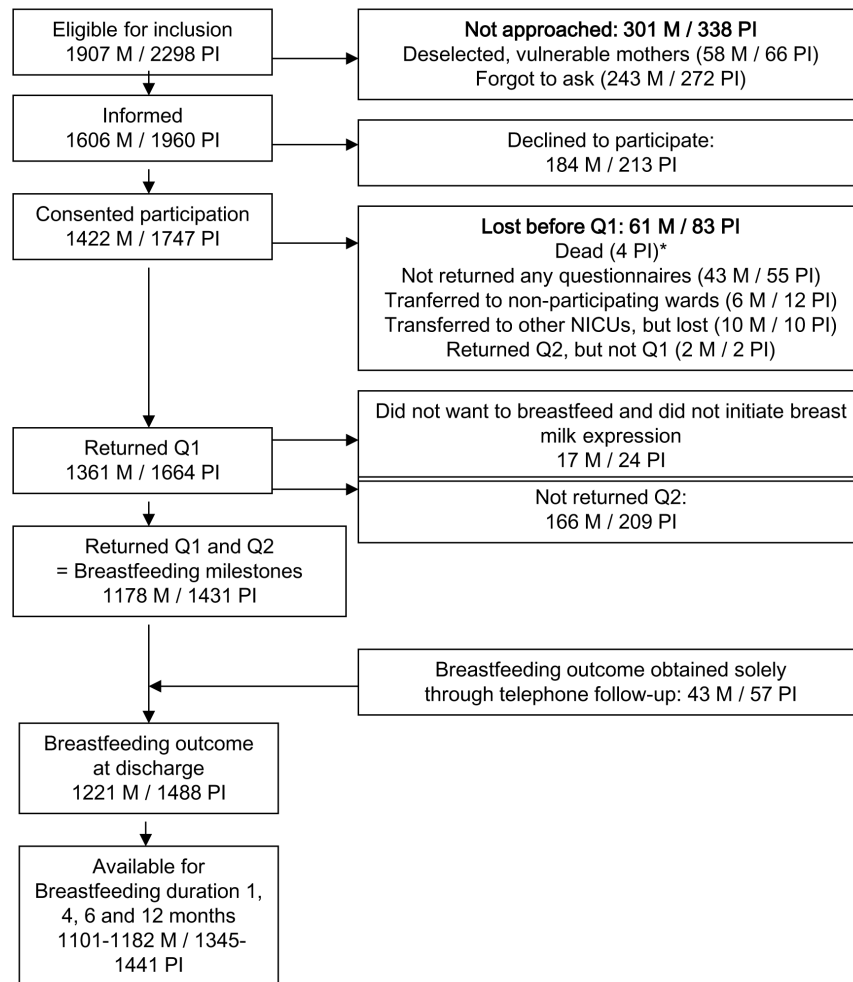 Eligible for inclusion
1907 M / 2298 PI
Not approached: 301 M / 338 PI
Deselected, vulnerable mothers (58 M / 66 PI)
Forgot to ask (243 M / 272 PI)
Informed
1606 M / 1960 PI
Declined to participate:
184 M / 213 PI
Consented participation
1422 M / 1747 PI
Lost before Q1: 61 M / 83 PI
Dead (4 PI)*
Not returned any questionnaires (43 M / 55 PI)
Tranferred to non-participating wards (6 M / 12 PI)
Transferred to other NICUs, but lost (10 M / 10 PI)
Returned Q2, but not Q1 (2 M / 2 PI)
Returned Q1
1361 M / 1664 PI
Did not want to breastfeed and did not initiate breast
milk expression
17 M / 24 PI
Not returned Q2:
166 M / 209 PI
Returned Q1 and Q2
= Breastfeeding milestones
1178 M / 1431 PI
Breastfeeding outcome obtained solely
through telephone follow-up: 43 M / 57 PI
Breastfeeding outcome
at discharge
1221 M / 1488 PI
Available for
Breastfeeding duration 1,
4, 6 and 12 months
1101-1182 M / 1345-
1441 PI